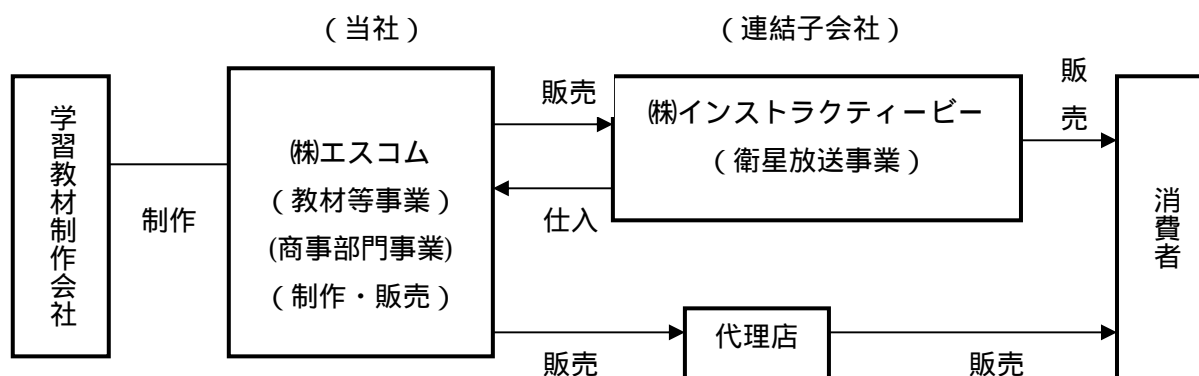 （当社）
（連結子会社）
学習教材制作会社
制作
㈱エスコム
（教材等事業）
(商事部門事業)
（制作・販売）
販売
仕入
㈱インストラクティービー
（衛星放送事業）
販売
消費者
販売
代理店
販売